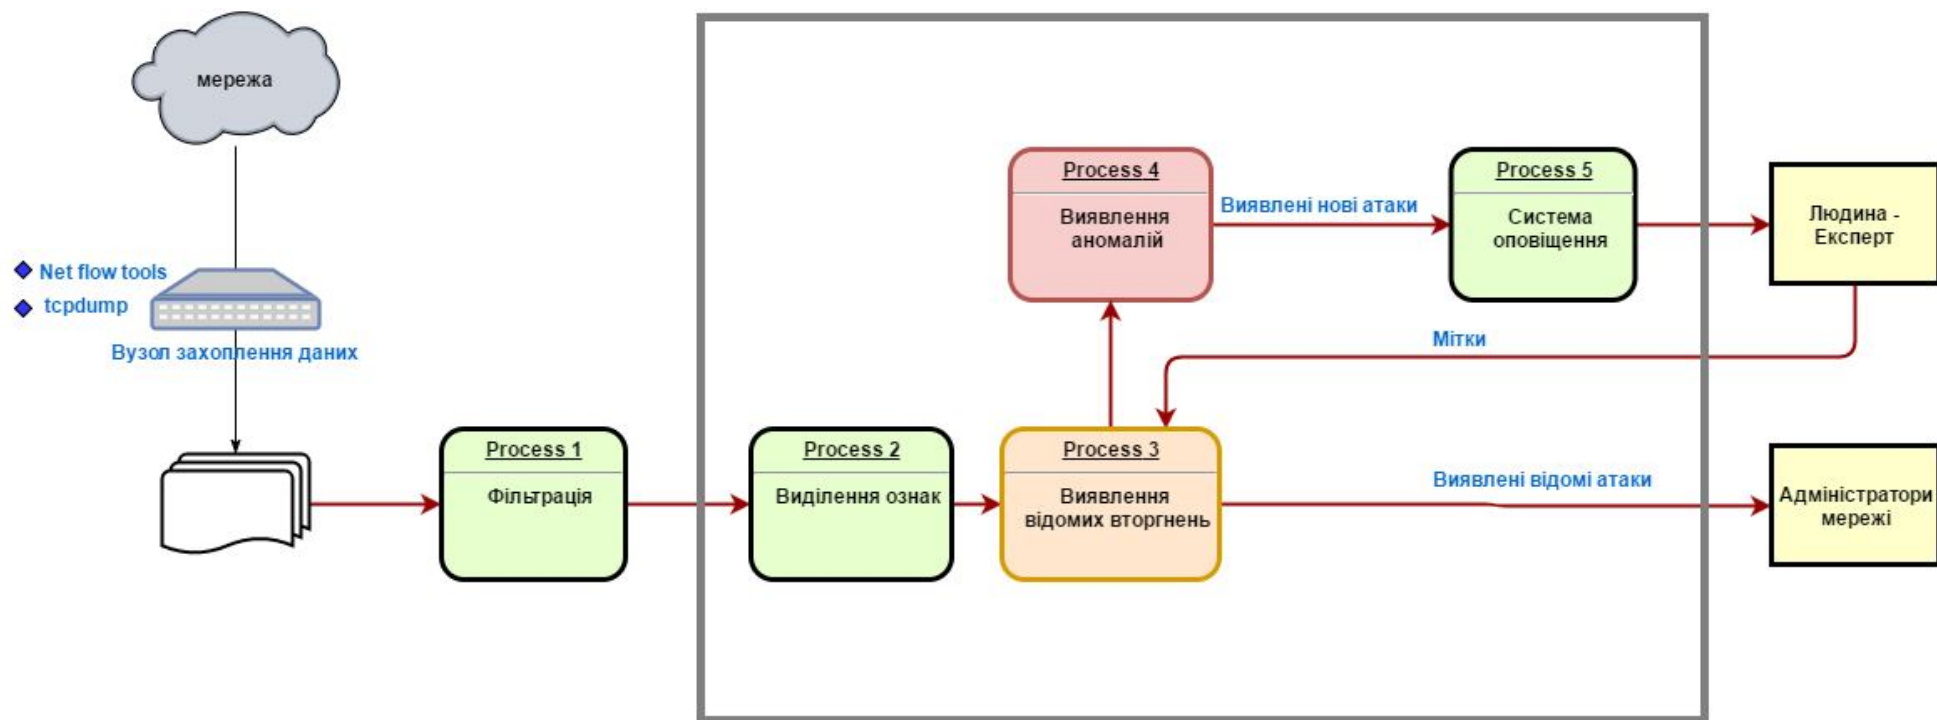 мережа
Net flow tools
tcpdump
Вузол захоплення даних
Process 1
Фільтрація
Process 2
Виділення ознак
Process 3
Виявлення
відомих вторгнень
Process 4
Виявлення
аномалій
Виявлені нові атаки
Process 5
Система
оповіщення
Людина -
Експерт
Мітки
Виявлені відомі атаки
Адміністратори
мережі